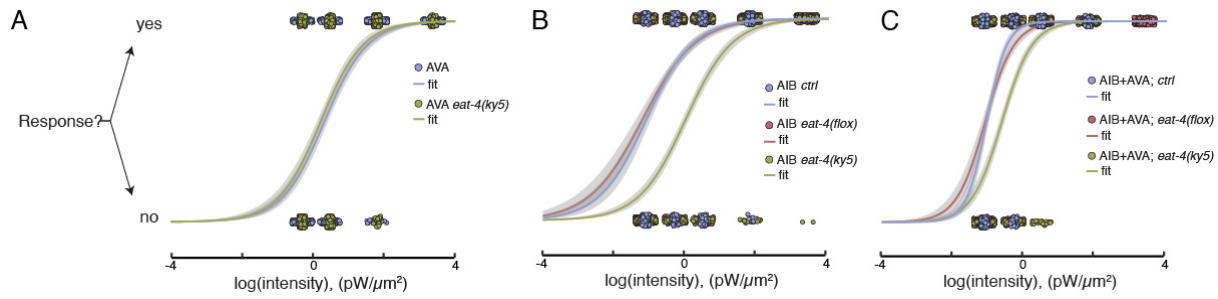 A
yes
Response?
no
AVA
fit
AVA eat-4(ky5)
fit
-4
0
4
log(intensity), (pW/µm²)
B
AIB ctrl
fit
AIB eat-4(flox)
fit
AIB eat-4(ky5)
fit
-4
0
4
log(intensity), (pW/µm²)
C
AIB+AVA; ctrl
fit
AIB+AVA; eat-4(flox)
fit
AIB+AVA; eat-4(ky5)
fit
-4
0
4
log(intensity), (pW/µm²)